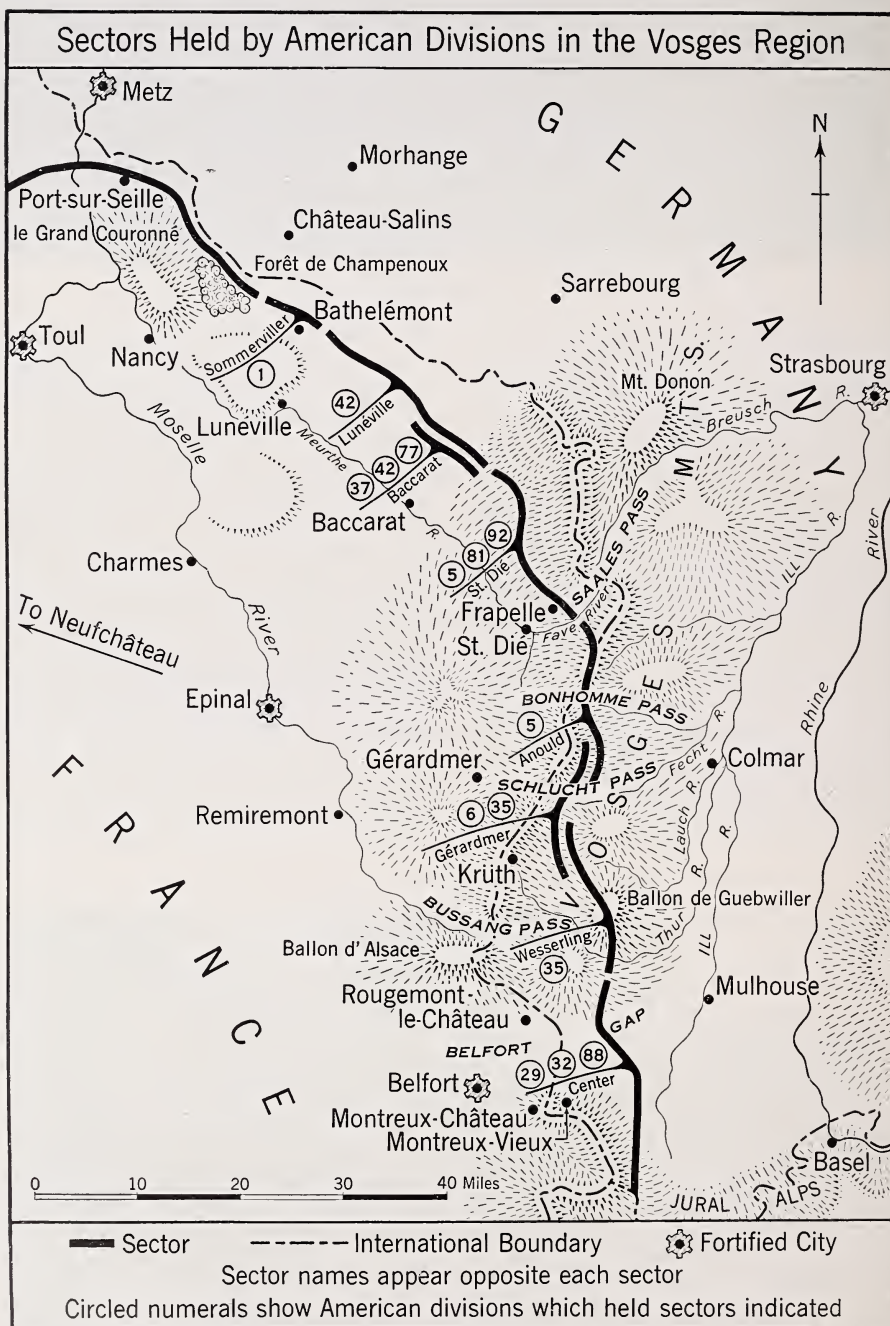 Sectors Held by American Divisions in the Vosges Region
Metz
GERMANY
N
Morhange
Port-sur-Seille
le Grand Couronné
Château-Salins
Forêt de Champenoux
Sarrebourg
Bathelémont
Toul
Nancy
Sommerviller
1
Mt. Donon
Strasbourg
Breusch R.
42
Lunéville
Lunéville
Meurthe R.
Moselle River
37 42 77
Baccarat
Baccarat
VOSGES MTS.
SAALES PASS
ILL R.
Rhine River
5 81 92
St. Dié
Charmes
Frapelle
Fave River
St. Dié
To Neufchâteau
Epinal
BONHOMME PASS
5
Anould
Gérardmer
SCHLUCHT PASS
Fecht R.
Colmar
FRANCE
Remiremont
6 35
Gérardmer
Lauch R.
Krüth
Ballon de Guebwiller
BUSSANG PASS
Thur R.
ILL R.
Wesserling
35
Ballon d'Alsace
Mulhouse
Rougemont-
le-Château
BELFORT GAP
29 32 88
Center
Belfort
Montreux-Château
Montreux-Vieux
Basel
JURAL ALPS
0 10 20 30 40 Miles
Sector International Boundary Fortified City
Sector names appear opposite each sector
Circled numerals show American divisions which held sectors indicated